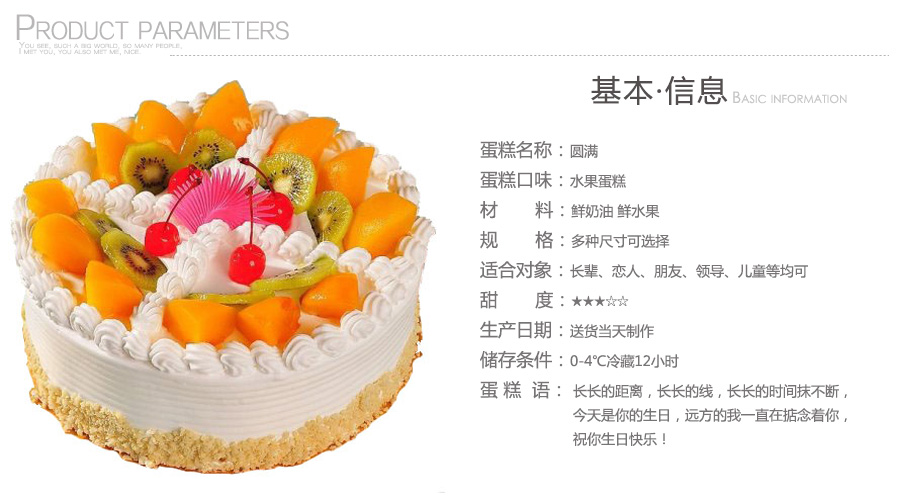 PRODUCT PARAMETERS
YOU SEE, SUCH A BIG WORLD, SO MANY PEOPLE,
I MET YOU, YOU ALSO MET ME, NICE.
基本·信息 BASIC INFORMATION
蛋糕名称：圆满
蛋糕口味：水果蛋糕
材 料：鲜奶油 鲜水果
规 格：多种尺寸可选择
适合对象：长辈、恋人、朋友、领导、儿童等均可
甜 度：★★★☆☆
生产日期：送货当天制作
储存条件：0-4℃冷藏12小时
蛋 糕 语： 长长的距离，长长的线，长长的时间抹不断，
今天是你的生日，远方的我一直在掂念着你，
祝你生日快乐！